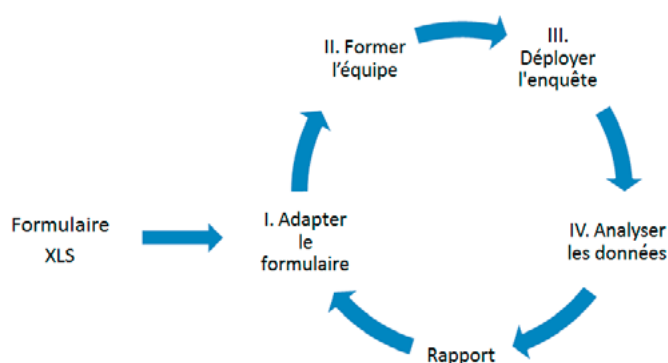 Formulaire
XLS
I. Adapter
le
formulaire
II. Former
l’équipe
III.
Déployer
l'enquête
IV. Analyser
les données
Rapport